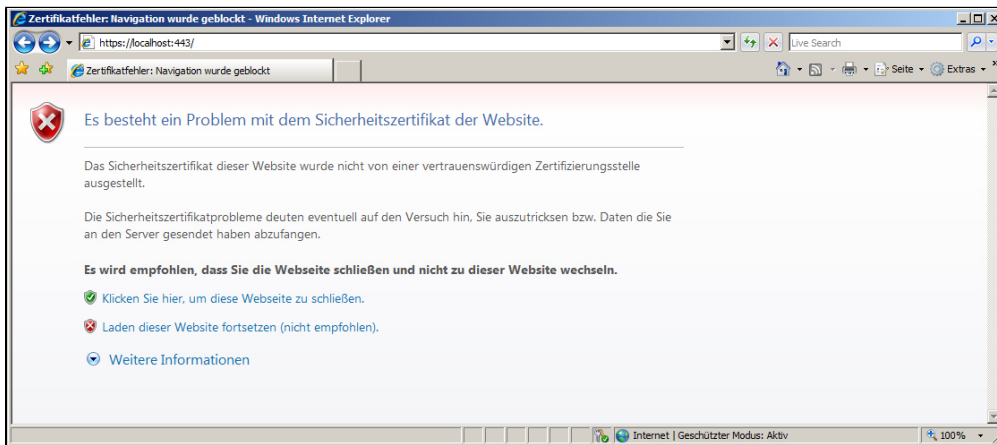 Zertifikatfehler: Navigation wurde geblockt - Windows Internet Explorer
https://localhost:443/
Live Search
Zertifikatfehler: Navigation wurde geblockt
Seite
Extras
Es besteht ein Problem mit dem Sicherheitszertifikat der Website.
Das Sicherheitszertifikat dieser Website wurde nicht von einer vertrauenswürdigen Zertifizierungsstelle
ausgestellt.
Die Sicherheitszertifikatprobleme deuten eventuell auf den Versuch hin, Sie auszutricksen bzw. Daten die Sie
an den Server gesendet haben abzufangen.
Es wird empfohlen, dass Sie die Webseite schließen und nicht zu dieser Website wechseln.
Klicken Sie hier, um diese Webseite zu schließen.
Laden dieser Website fortsetzen (nicht empfohlen).
Weitere Informationen
Internet | Geschützter Modus: Aktiv
100%